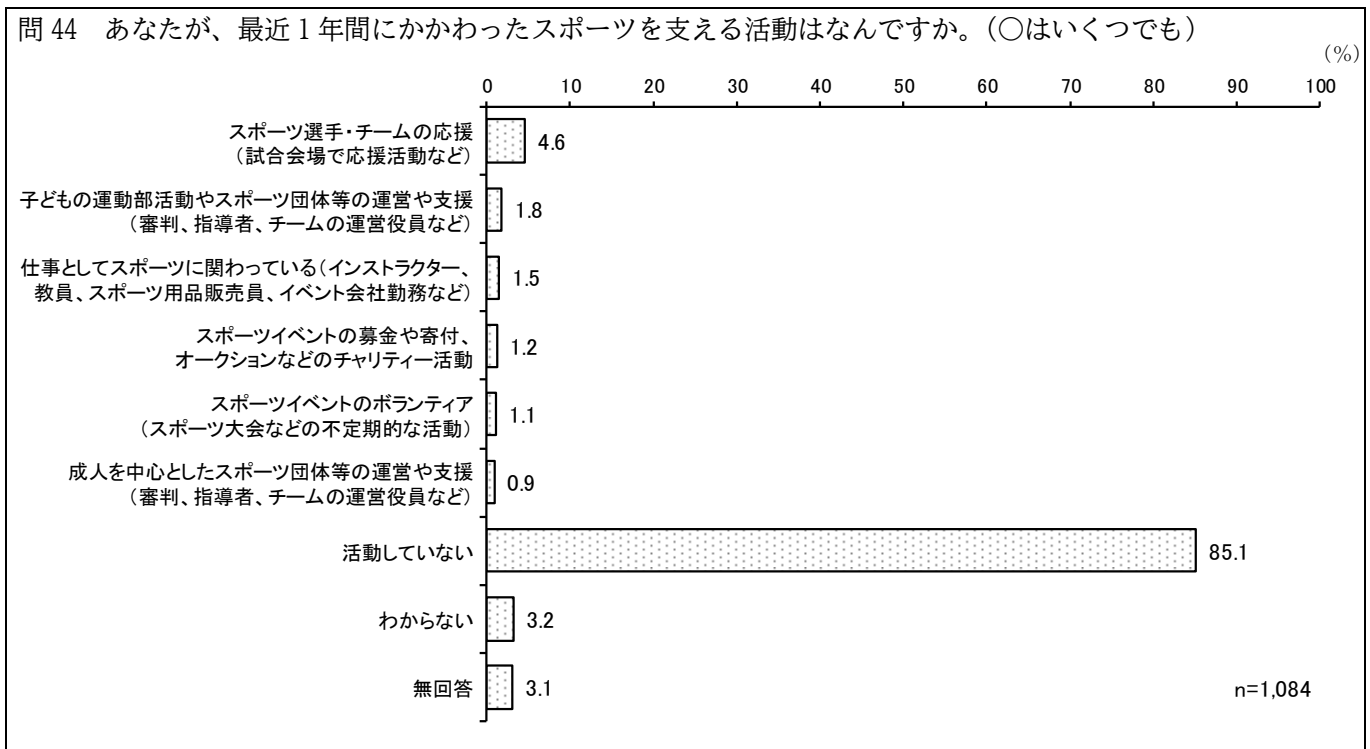 問 44　あなたが、最近１年間にかかわったスポーツを支える活動はなんですか。（○はいくつでも）
(%)
0 10 20 30 40 50 60 70 80 90 100
スポーツ選手・チームの応援
（試合会場で応援活動など）
4.6
子どもの運動部活動やスポーツ団体等の運営や支援
（審判、指導者、チームの運営役員など）
1.8
仕事としてスポーツに関わっている（インストラクター、
教員、スポーツ用品販売員、イベント会社勤務など）
1.5
スポーツイベントの募金や寄付、
オークションなどのチャリティー活動
1.2
スポーツイベントのボランティア
（スポーツ大会などの不定期的な活動）
1.1
成人を中心としたスポーツ団体等の運営や支援
（審判、指導者、チームの運営役員など）
0.9
活動していない
85.1
わからない
3.2
無回答
3.1
n=1,084